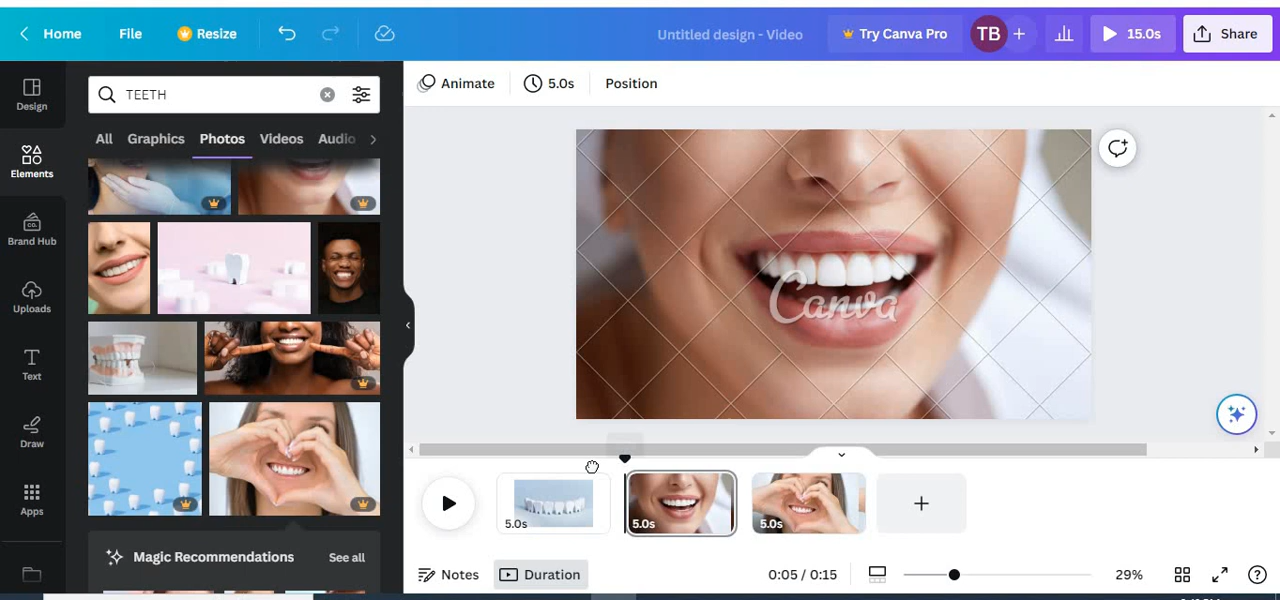 Home File Resize Untitled design - Video Try Canva Pro TB + 15.0s Share
Design
Elements
Brand Hub
Uploads
Text
Draw
Apps
TEETH
All Graphics Photos Videos Audio
Magic Recommendations See all
Animate 5.0s Position
Canva
5.0s 5.0s 5.0s
Notes Duration 0:05 / 0:15 29%